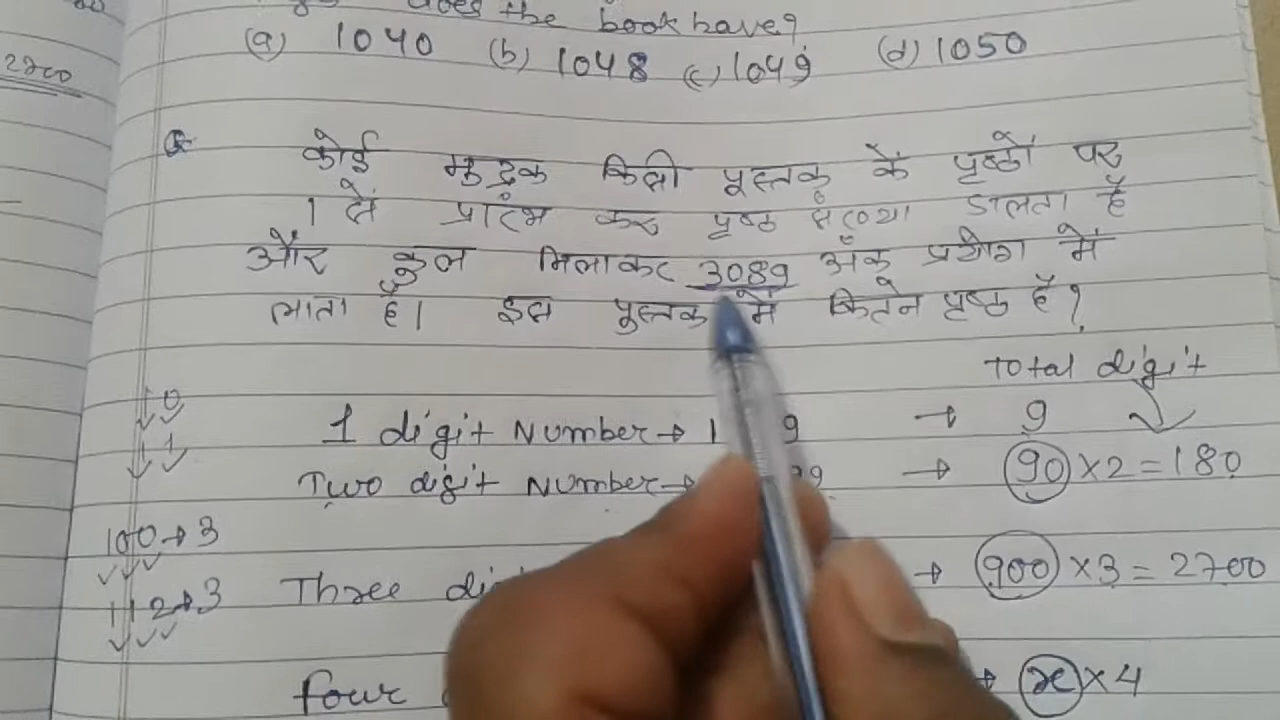 does the book have?
(a) 1040 (b) 1048 (c) 1049 (d) 1050
2700
Q कोई मुद्रक किसी पुस्तक के पृष्ठों पर
1 से प्रारंभ कर पृष्ठ संख्या डालता है
और कुल मिलाकर 3089 अँक प्रयोग में
लाता है। इस पुस्तक में कितने पृष्ठ है?
Total digit
1 digit Number → 1 9 → 9
Two digit Number → 99 → 90 × 2 = 180
100 → 3
Three → 900 × 3 = 2700
112 → 3
four → x × 4